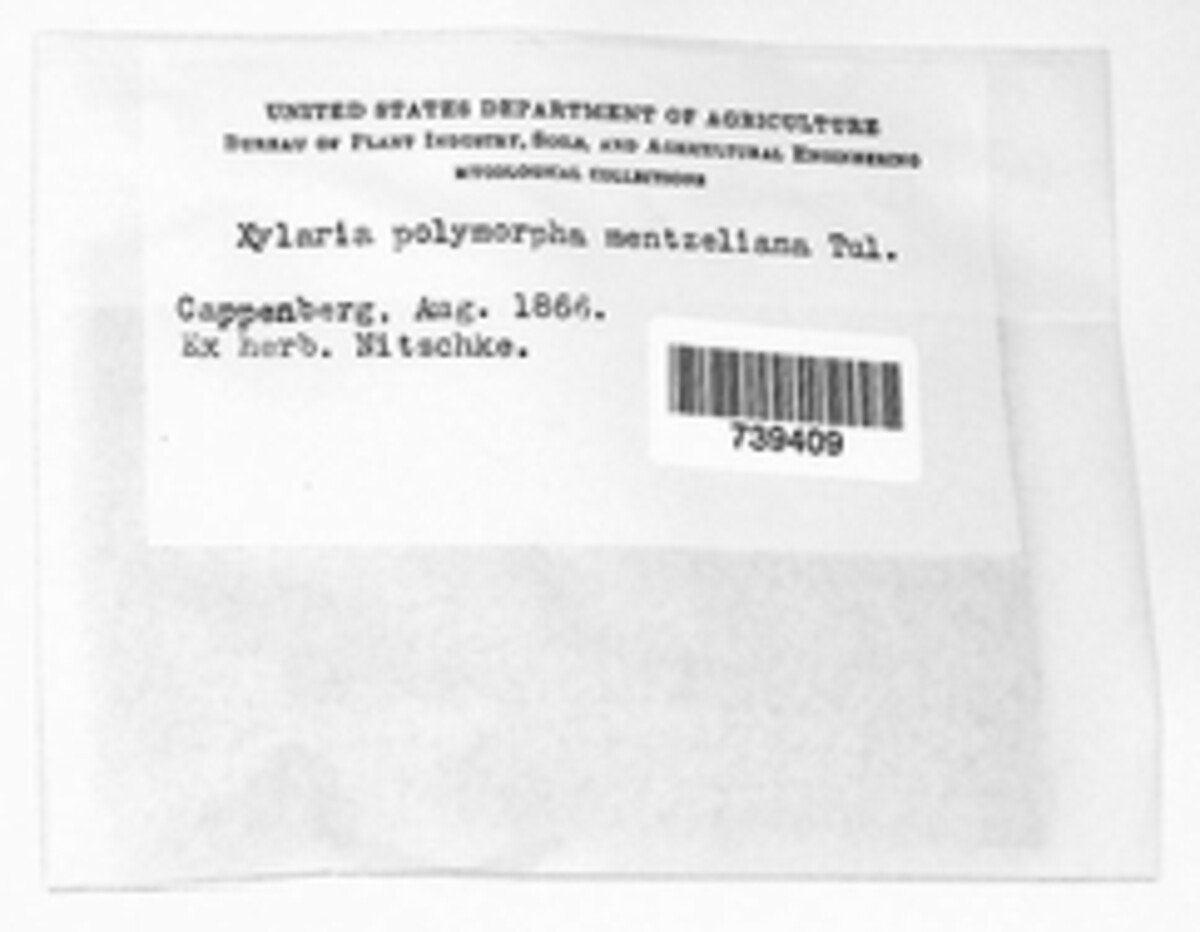 UNITED STATES DEPARTMENT OF AGRICULTURE
BUREAU OF PLANT INDUSTRY, SOILS, AND AGRICULTURAL ENGINEERING
MYCOLOGICAL COLLECTIONS
Xylaria polymorpha mentzeliana Tul.
Cappenberg. Aug. 1866.
Ex herb. Nitschke.
739409